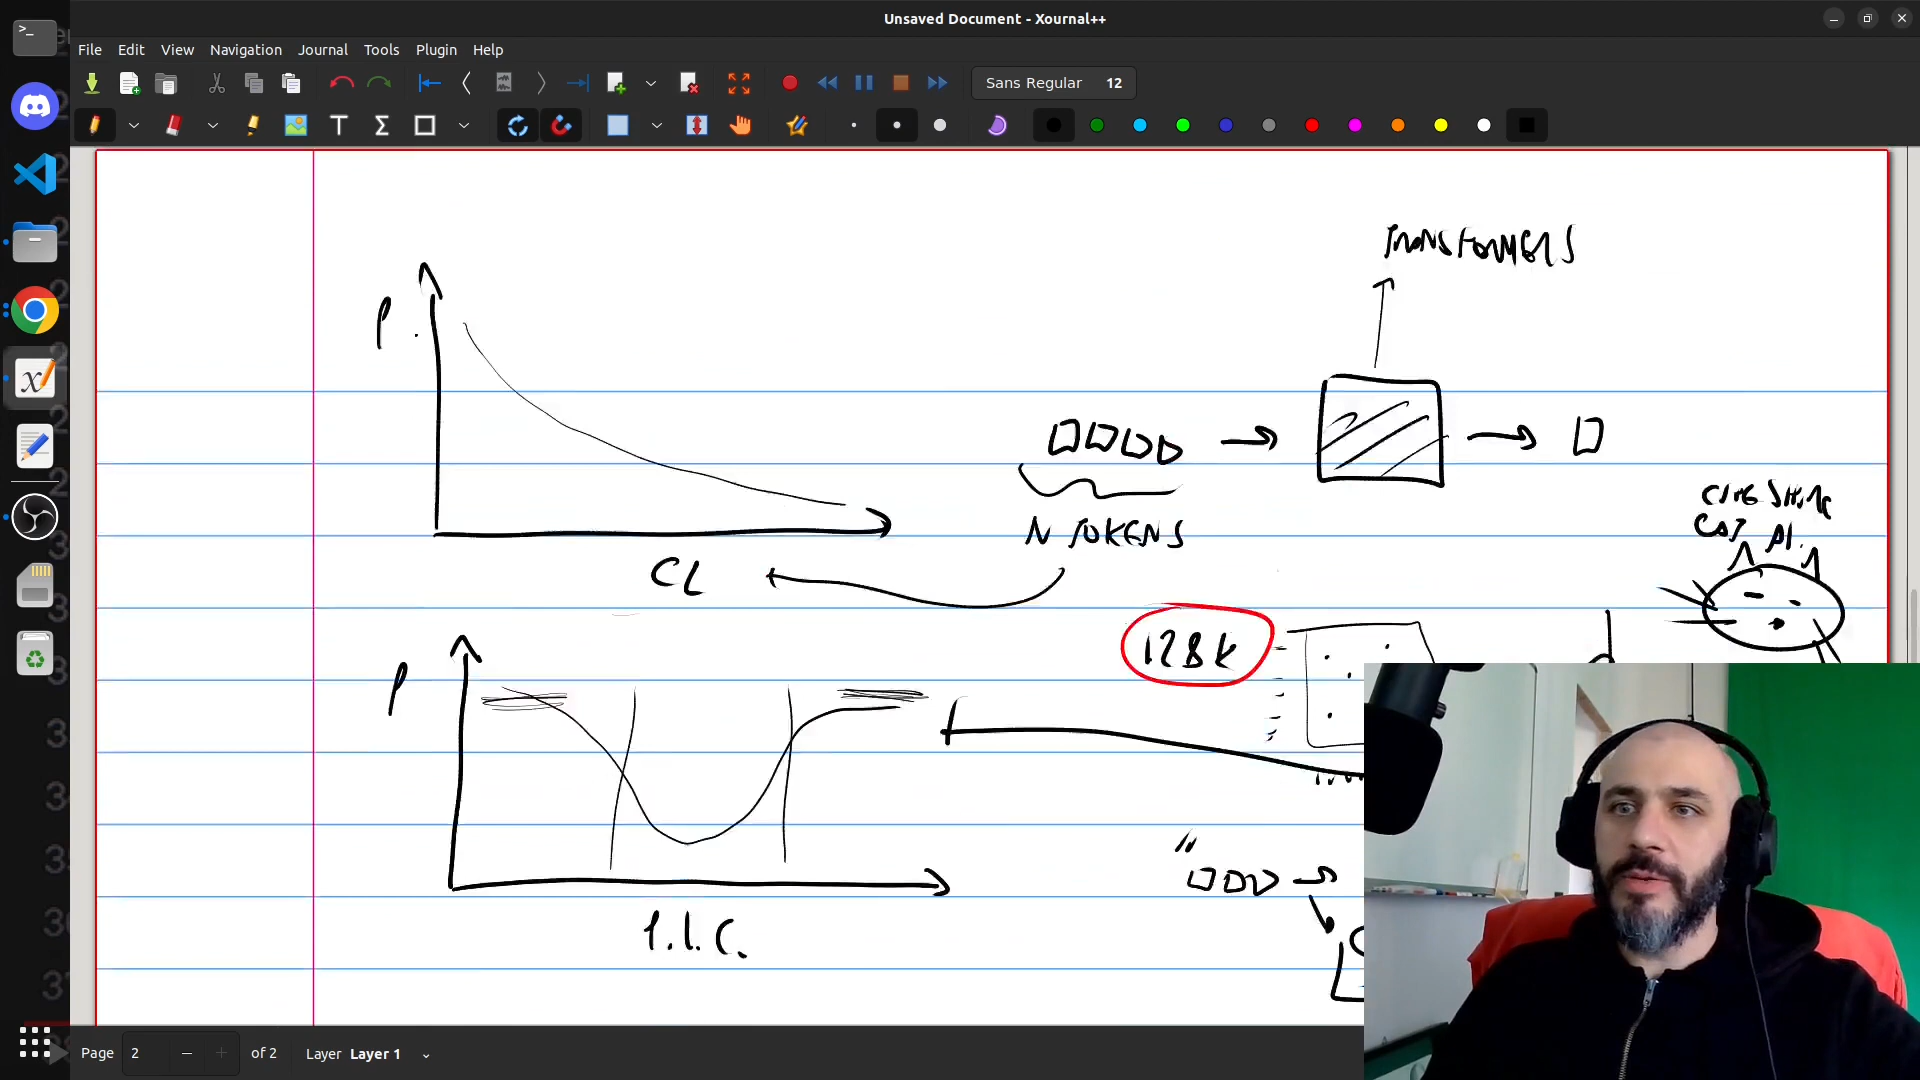 Unsaved Document - Xournal++
File Edit View Navigation Journal Tools Plugin Help
Sans Regular 12
TRANSFORMERS
P.
N TOKENS
CL
CHESHIRE
CAT AI.
128K
P
P.I.C.
Page 2 of 2 Layer Layer 1